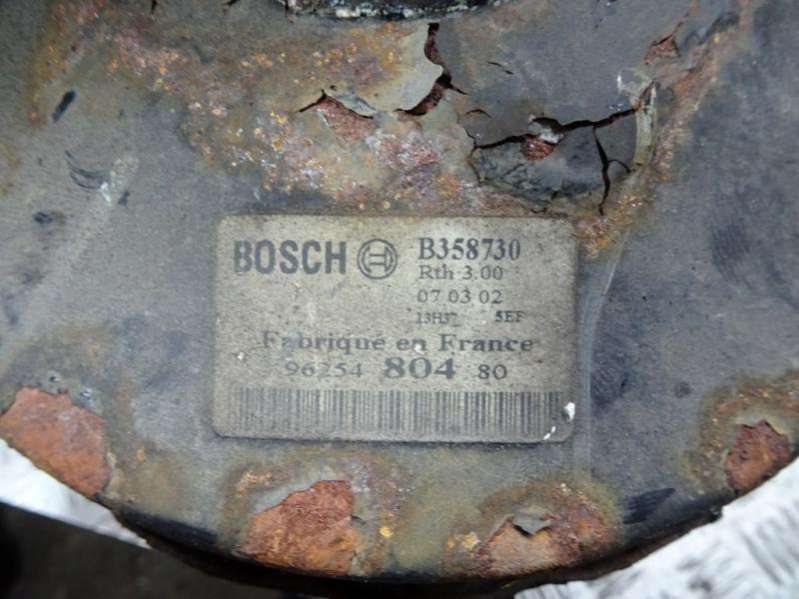 BOSCH B358730
Rth 3.00
07 03 02
13H37 5EF
Fabriqué en France
96254 804 80